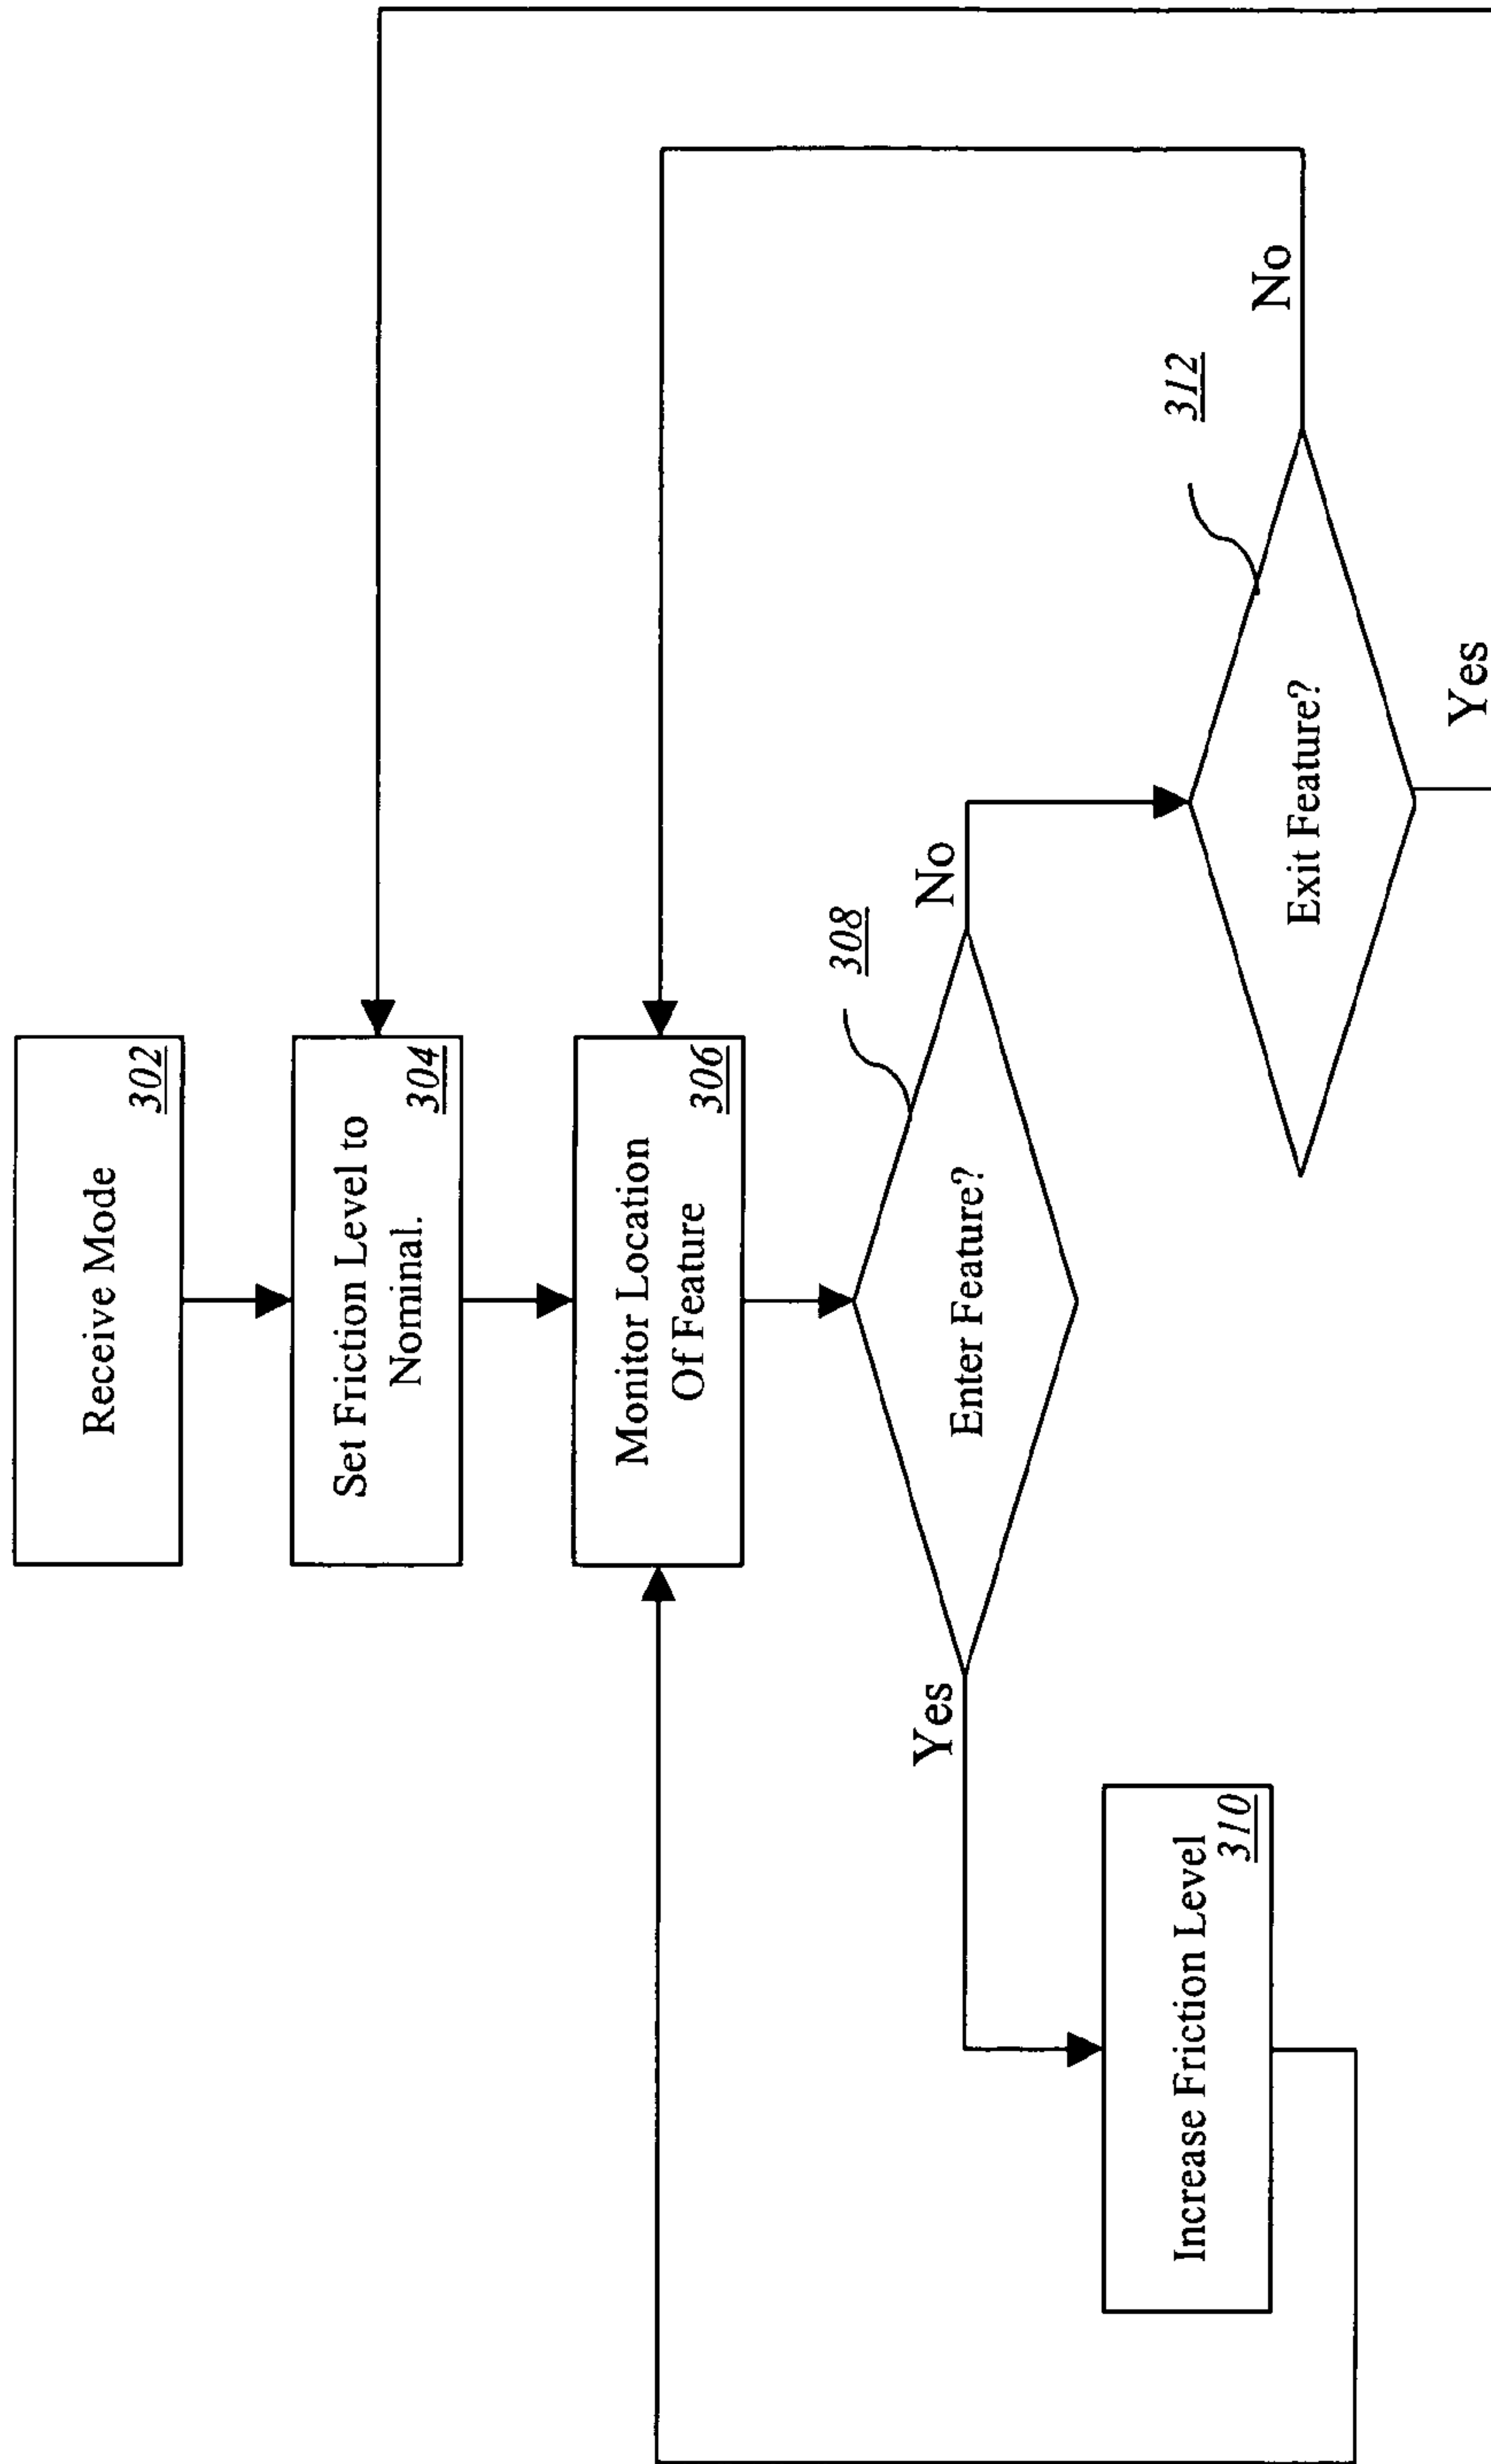 Receive Mode
302
Set Friction Level to
Nominal.
304
Monitor Location
Of Feature
306
308
Enter Feature?
Yes
No
Increase Friction Level
310
312
Exit Feature?
No
Yes